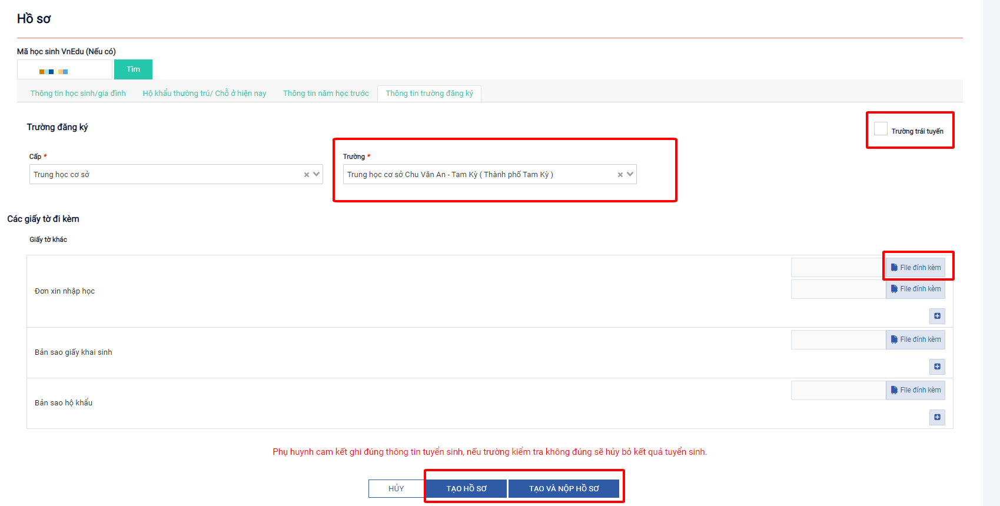 Hồ sơ
Mã học sinh VnEdu (Nếu có)
Tìm
Thông tin học sinh/gia đình
Hộ khẩu thường trú/ Chỗ ở hiện nay
Thông tin năm học trước
Thông tin trường đăng ký
Trường đăng ký
Trường trái tuyến
Cấp *
Trường *
Trung học cơ sở
Trung học cơ sở Chu Văn An - Tam Kỳ ( Thành phố Tam Kỳ )
Các giấy tờ đi kèm
Giấy tờ khác
File đính kèm
Đơn xin nhập học
File đính kèm
Bản sao giấy khai sinh
File đính kèm
Bản sao hộ khẩu
File đính kèm
Phụ huynh cam kết ghi đúng thông tin tuyển sinh, nếu trường kiểm tra không đúng sẽ hủy bỏ kết quả tuyển sinh.
HỦY
TẠO HỒ SƠ
TẠO VÀ NỘP HỒ SƠ